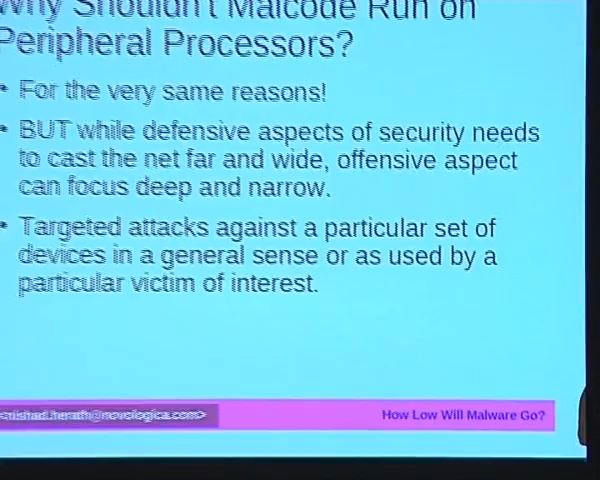 Why Shouldn't Malcode Run on
Peripheral Processors?
• For the very same reasons!
• BUT while defensive aspects of security needs
to cast the net far and wide, offensive aspect
can focus deep and narrow.
• Targeted attacks against a particular set of
devices in a general sense or as used by a
particular victim of interest.
<nishad.herath@novologica.com>
How Low Will Malware Go?